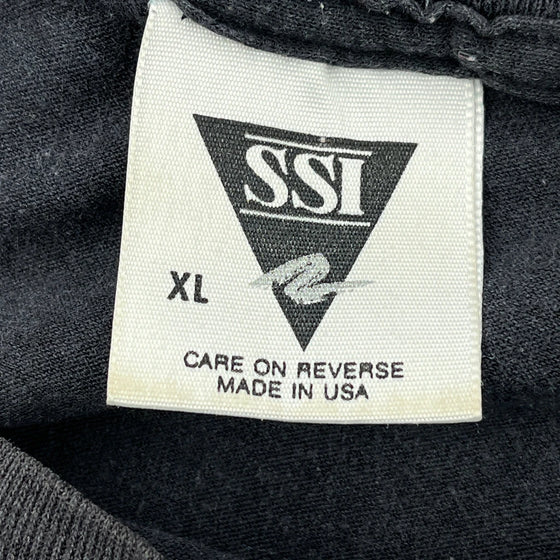 SSI
XL
CARE ON REVERSE
MADE IN USA